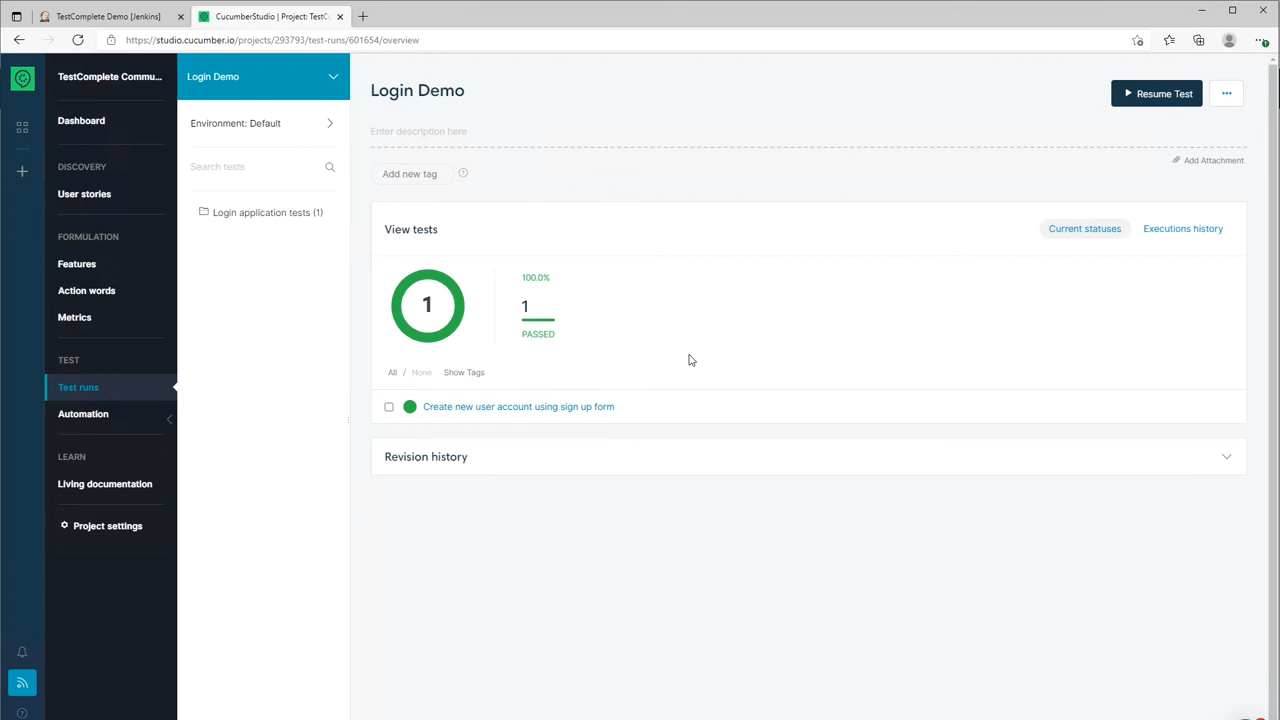 TestComplete Demo [Jenkins]
CucumberStudio | Project: TestC
https://studio.cucumber.io/projects/293793/test-runs/601654/overview
TestComplete Commu...
Dashboard
DISCOVERY
User stories
FORMULATION
Features
Action words
Metrics
TEST
Test runs
Automation
LEARN
Living documentation
Project settings
Login Demo
Environment: Default
Search tests
Login application tests (1)
Login Demo
Resume Test
Enter description here
Add Attachment
Add new tag
View tests
Current statuses
Executions history
1
100.0%
1
PASSED
All / None Show Tags
Create new user account using sign up form
Revision history